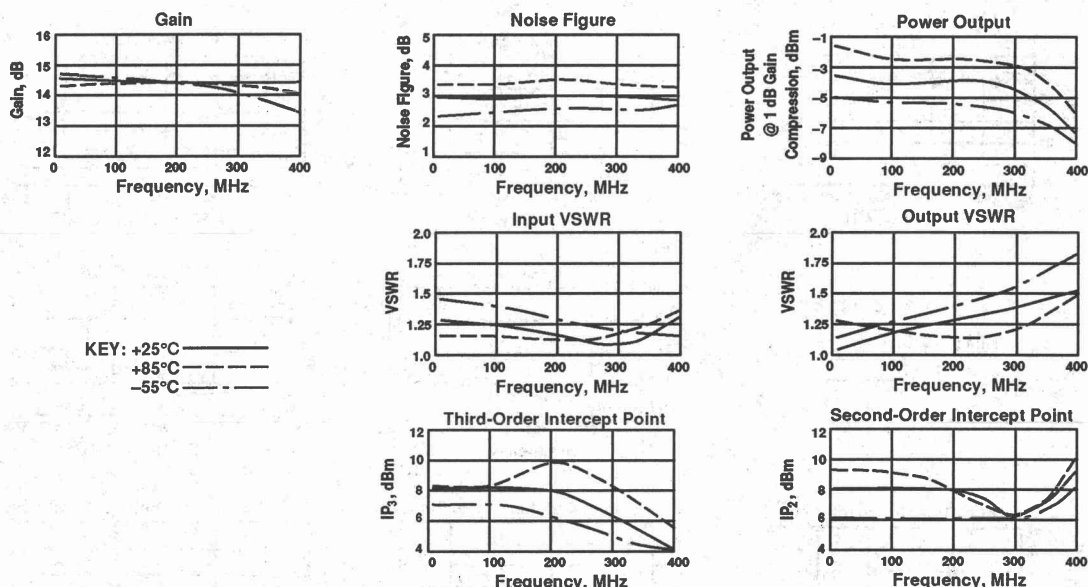 Gain
16
15
14
13
12
Gain, dB
0 100 200 300 400
Frequency, MHz
Noise Figure
5
4
3
2
1
Noise Figure, dB
0 100 200 300 400
Frequency, MHz
Power Output
–1
–3
–5
–7
–9
Power Output
@ 1 dB Gain
Compression, dBm
0 100 200 300 400
Frequency, MHz
Input VSWR
2.0
1.75
1.5
1.25
1.0
VSWR
0 100 200 300 400
Frequency, MHz
Output VSWR
2.0
1.75
1.5
1.25
1.0
VSWR
0 100 200 300 400
Frequency, MHz
KEY: +25°C
+85°C
–55°C
Third-Order Intercept Point
12
10
8
6
4
IP3, dBm
0 100 200 300 400
Frequency, MHz
Second-Order Intercept Point
12
10
8
6
4
IP2, dBm
0 100 200 300 400
Frequency, MHz